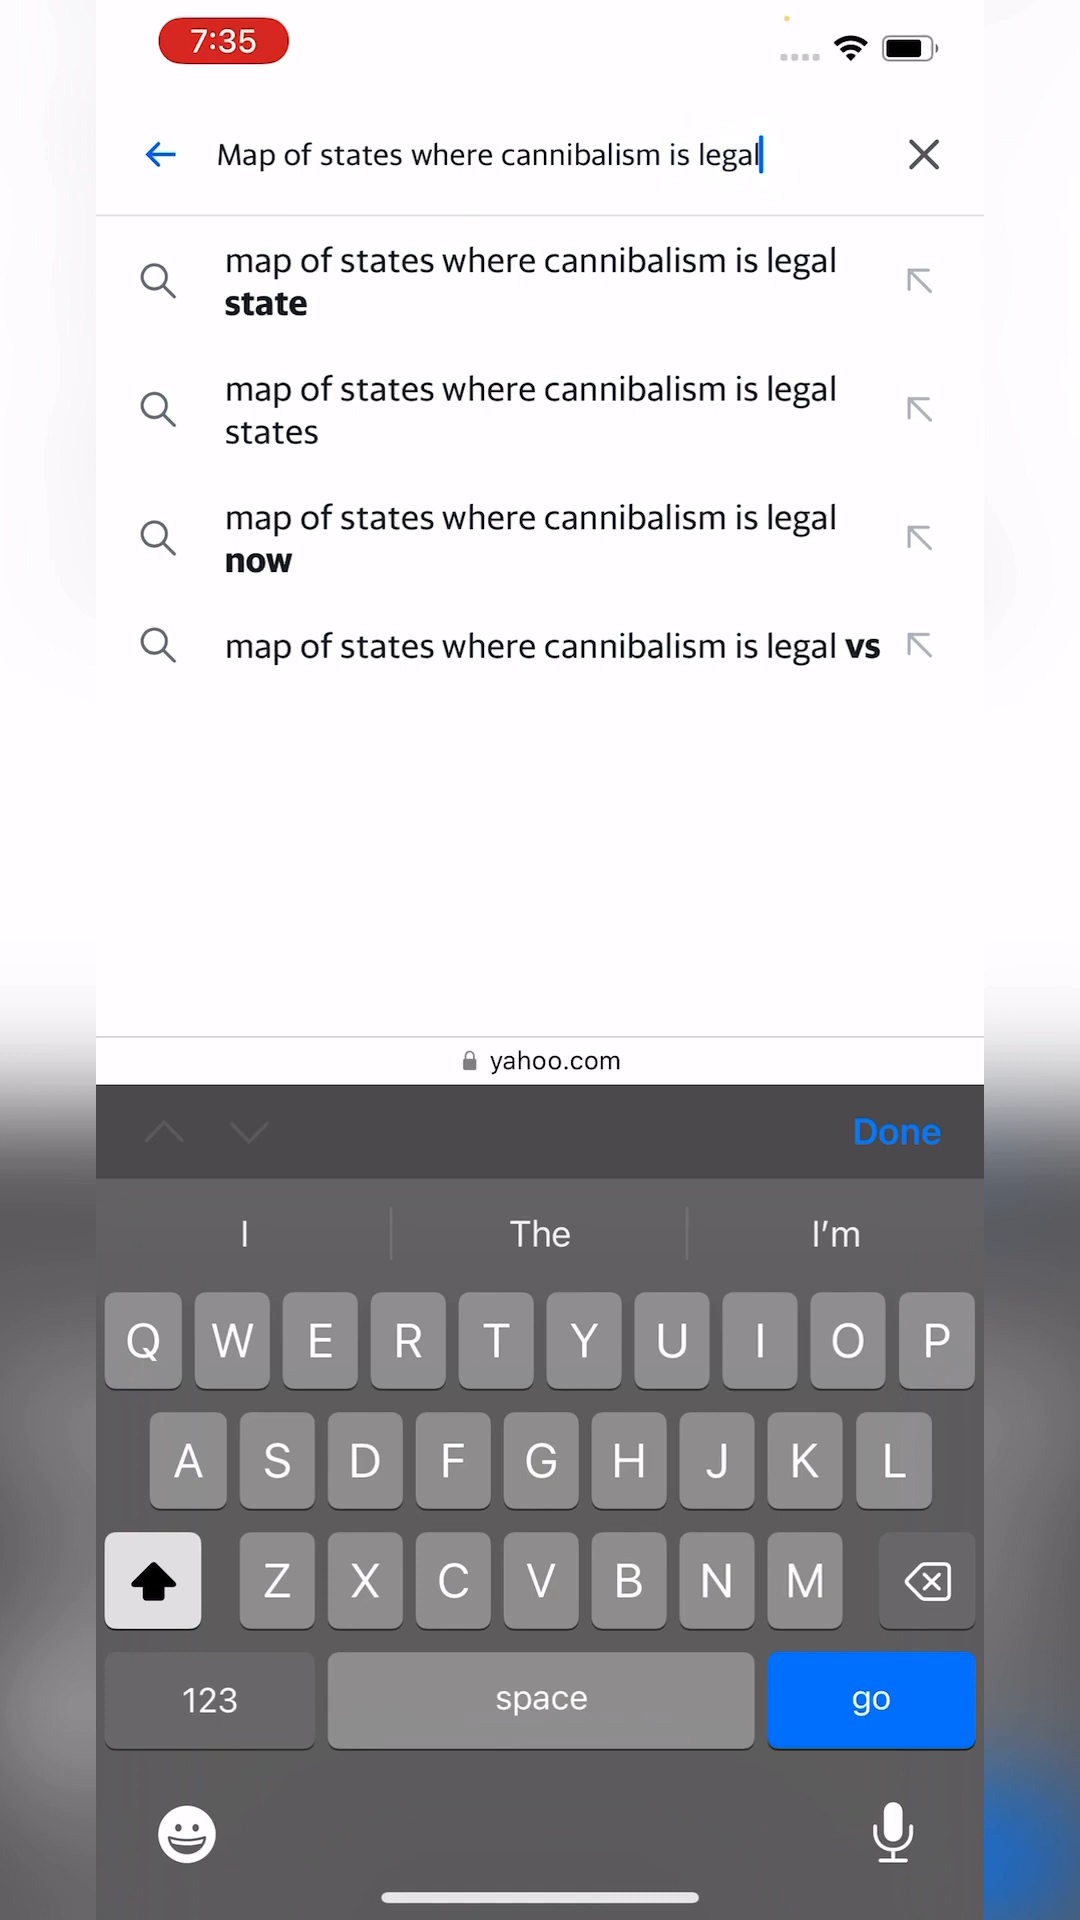 7:35
Map of states where cannibalism is legal
map of states where cannibalism is legal
state
map of states where cannibalism is legal
states
map of states where cannibalism is legal
now
map of states where cannibalism is legal vs
yahoo.com
Done
I The I'm
Q W E R T Y U I O P
A S D F G H J K L
Z X C V B N M
123 space go